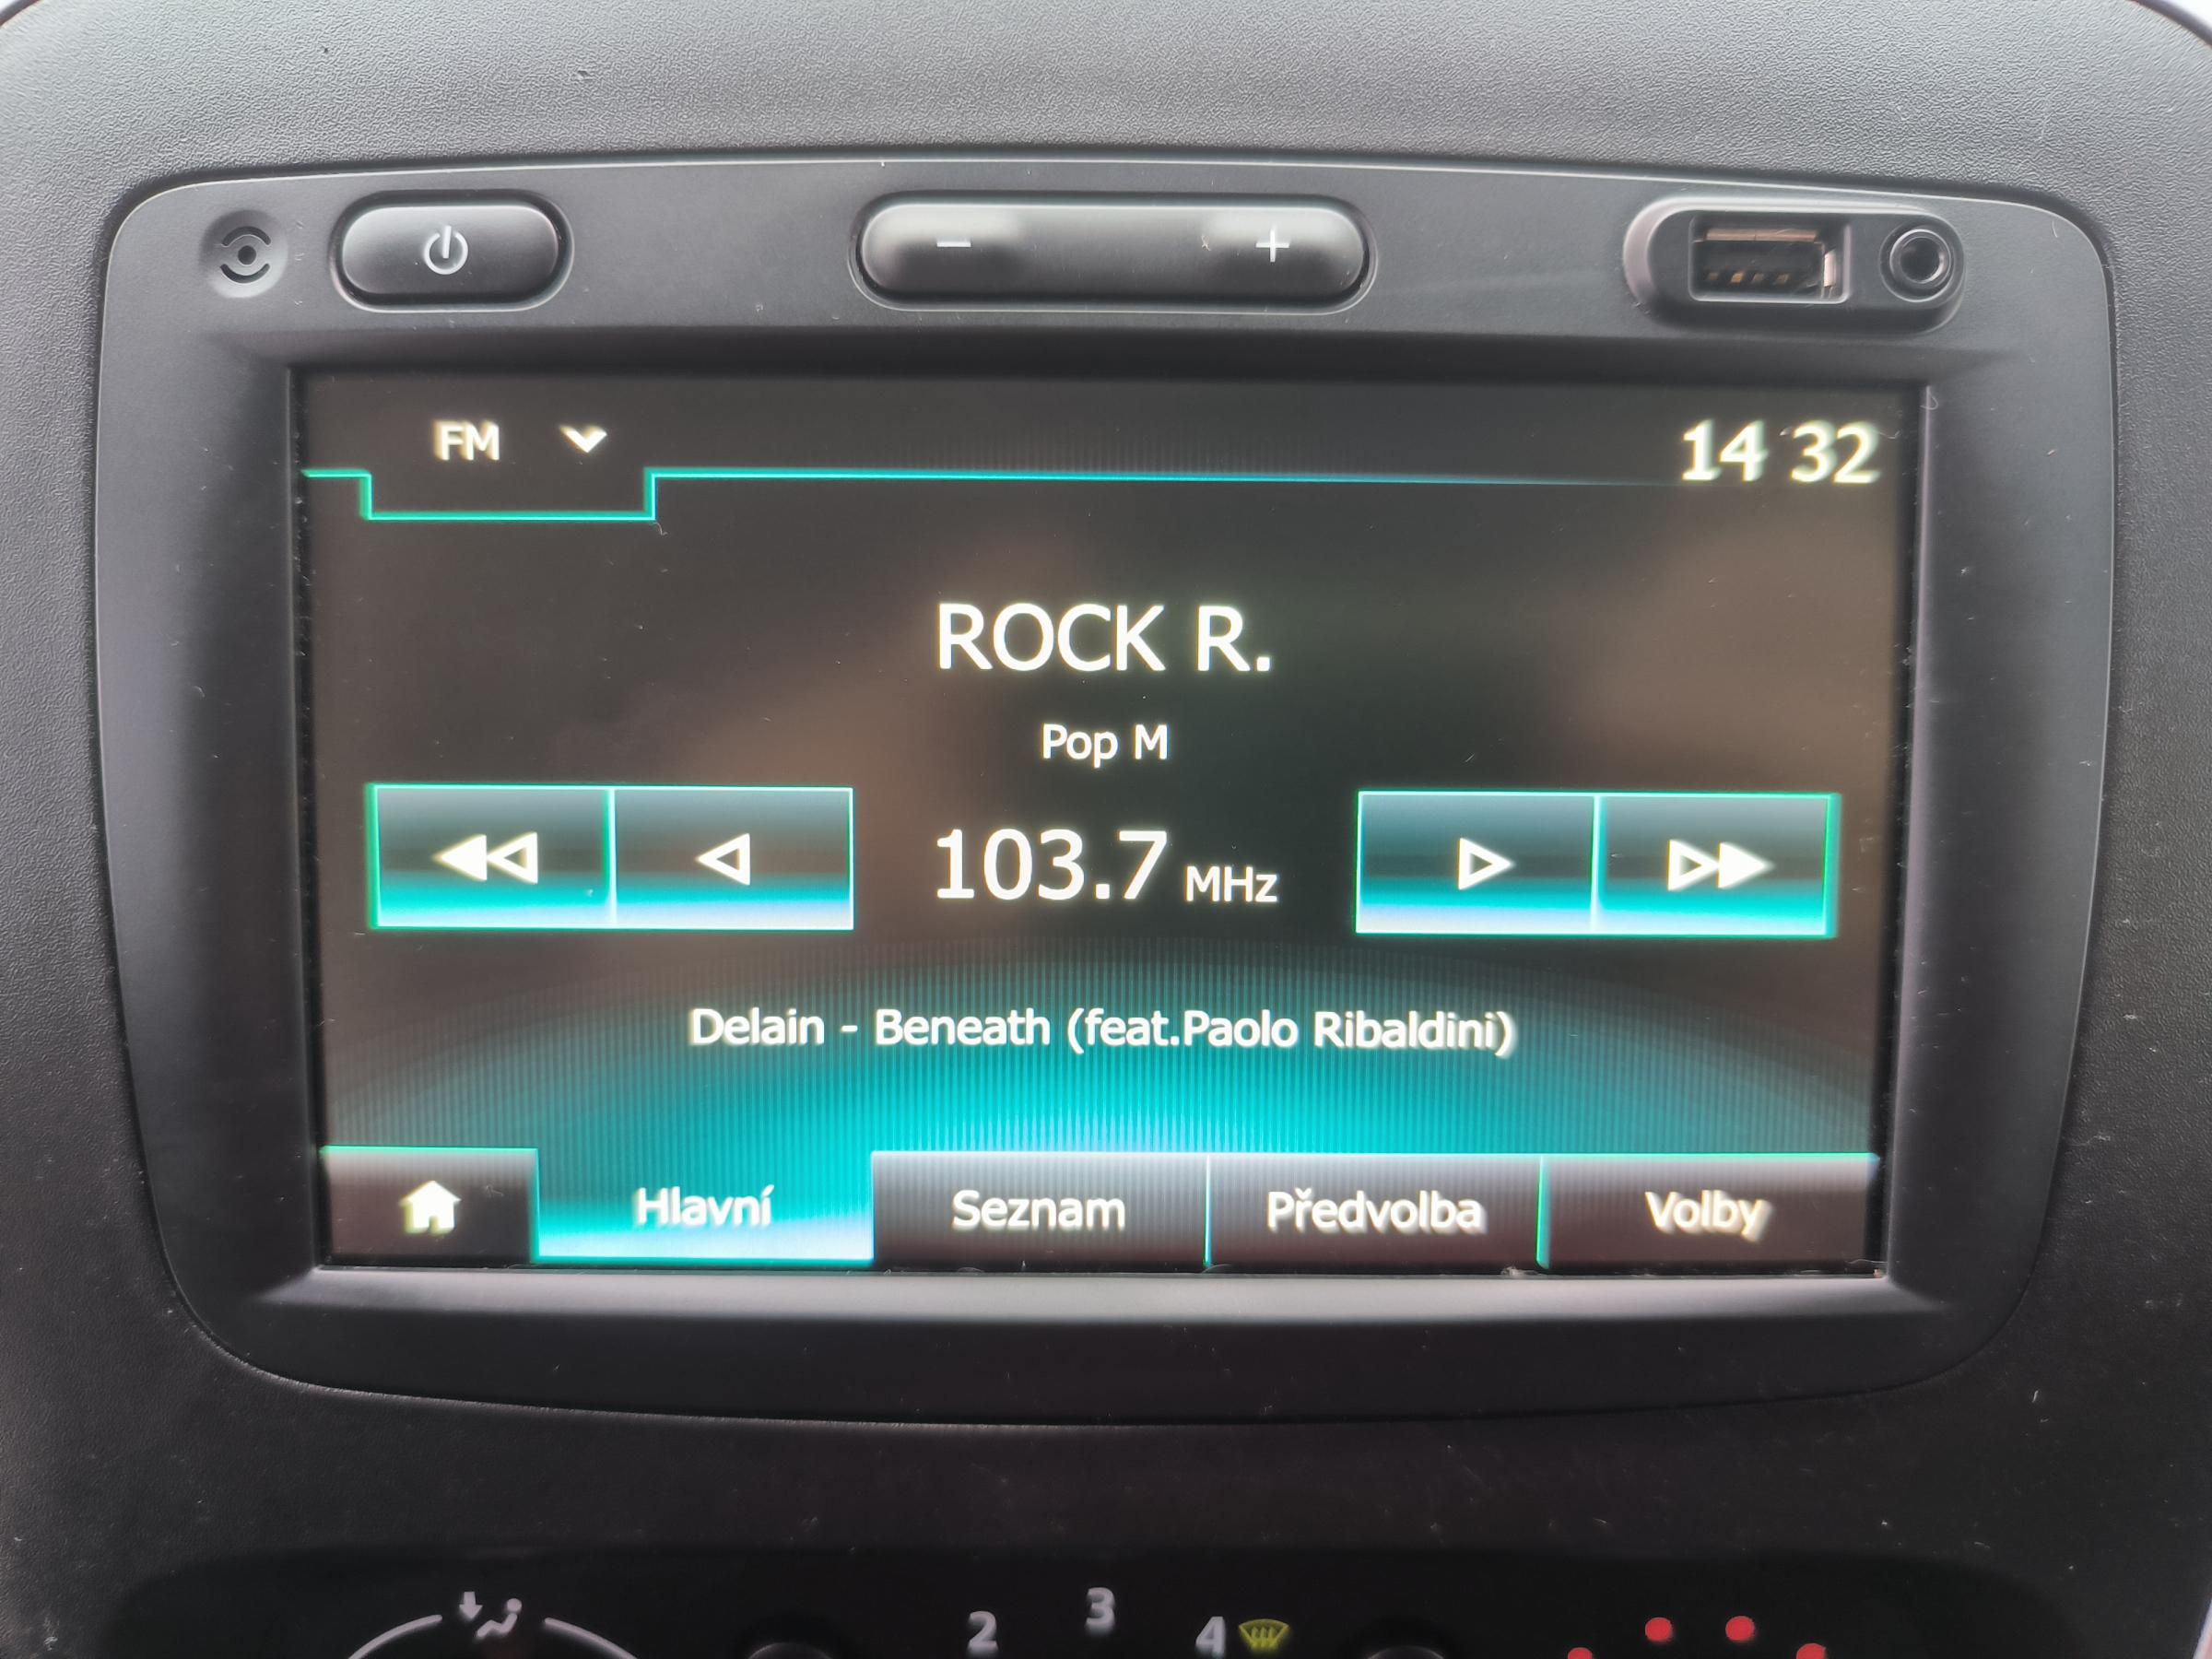 FM 14 32
ROCK R.
Pop M
103.7 MHz
Delain - Beneath (feat.Paolo Ribaldini)
Hlavní Seznam Předvolba Volby
2 3 4